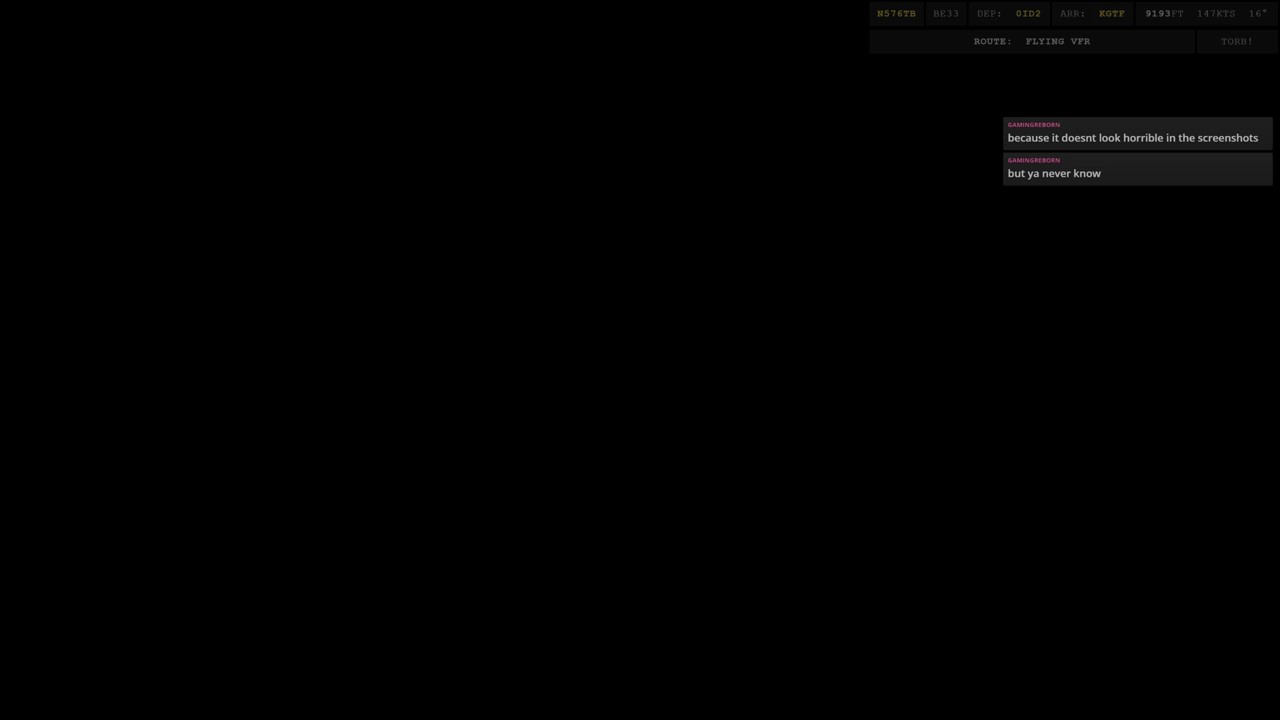 N576TB BE33 DEP: 0ID2 ARR: KGTF 9193FT 147KTS 16°
ROUTE: FLYING VFR TORB!
GAMINGREBORN
because it doesnt look horrible in the screenshots
GAMINGREBORN
but ya never know